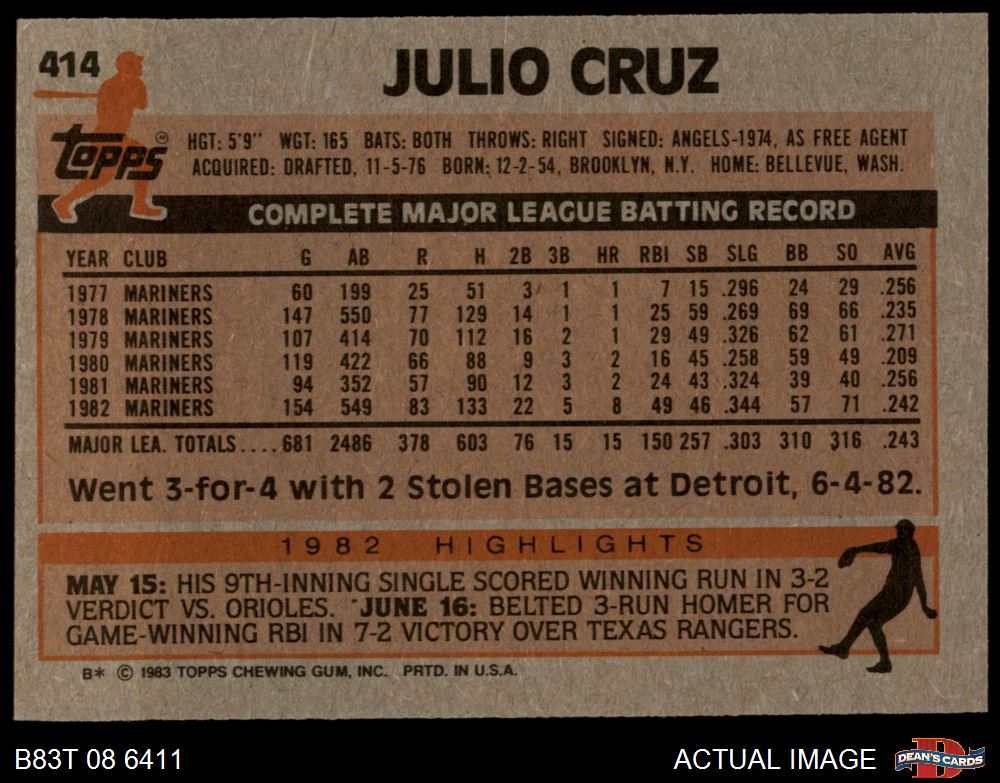 414
JULIO CRUZ
Topps
HGT: 5'9" WGT: 165 BATS: BOTH THROWS: RIGHT SIGNED: ANGELS-1974, AS FREE AGENT
ACQUIRED: DRAFTED, 11-5-76 BORN: 12-2-54, BROOKLYN, N.Y. HOME: BELLEVUE, WASH.
COMPLETE MAJOR LEAGUE BATTING RECORD
YEAR CLUB G AB R H 2B 3B HR RBI SB SLG BB SO AVG
1977 MARINERS 60 199 25 51 3 1 1 7 15 .296 24 29 .256
1978 MARINERS 147 550 77 129 14 1 1 25 59 .269 69 66 .235
1979 MARINERS 107 414 70 112 16 2 1 29 49 .326 62 61 .271
1980 MARINERS 119 422 66 88 9 3 2 16 45 .258 59 49 .209
1981 MARINERS 94 352 57 90 12 3 2 24 43 .324 39 40 .256
1982 MARINERS 154 549 83 133 22 5 8 49 46 .344 57 71 .242
MAJOR LEA. TOTALS....681 2486 378 603 76 15 15 150 257 .303 310 316 .243
Went 3-for-4 with 2 Stolen Bases at Detroit, 6-4-82.
1982 HIGHLIGHTS
MAY 15: HIS 9TH-INNING SINGLE SCORED WINNING RUN IN 3-2
VERDICT VS. ORIOLES. JUNE 16: BELTED 3-RUN HOMER FOR
GAME-WINNING RBI IN 7-2 VICTORY OVER TEXAS RANGERS.
B* © 1983 TOPPS CHEWING GUM, INC. PRTD. IN U.S.A.
B83T 08 6411
ACTUAL IMAGE
D
DEAN'S CARDS